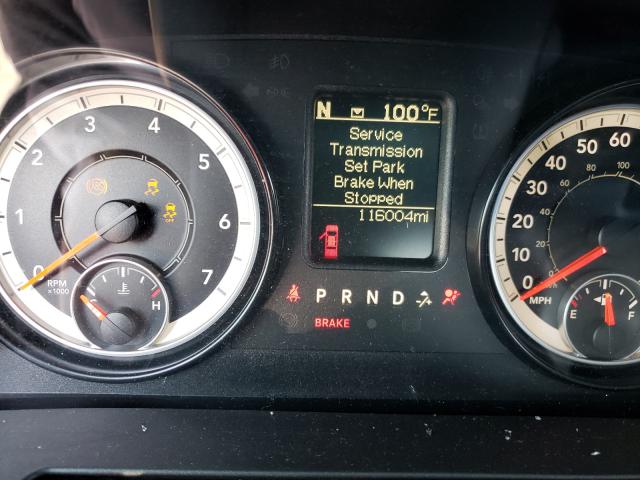 N 100°F
Service
Transmission
Set Park
Brake When
Stopped
116004mi
0 1 2 3 4 5 6 7
RPM
x1000
C H
OFF
P R N D
BRAKE
0 10 20 30 40 50 60
MPH
E F